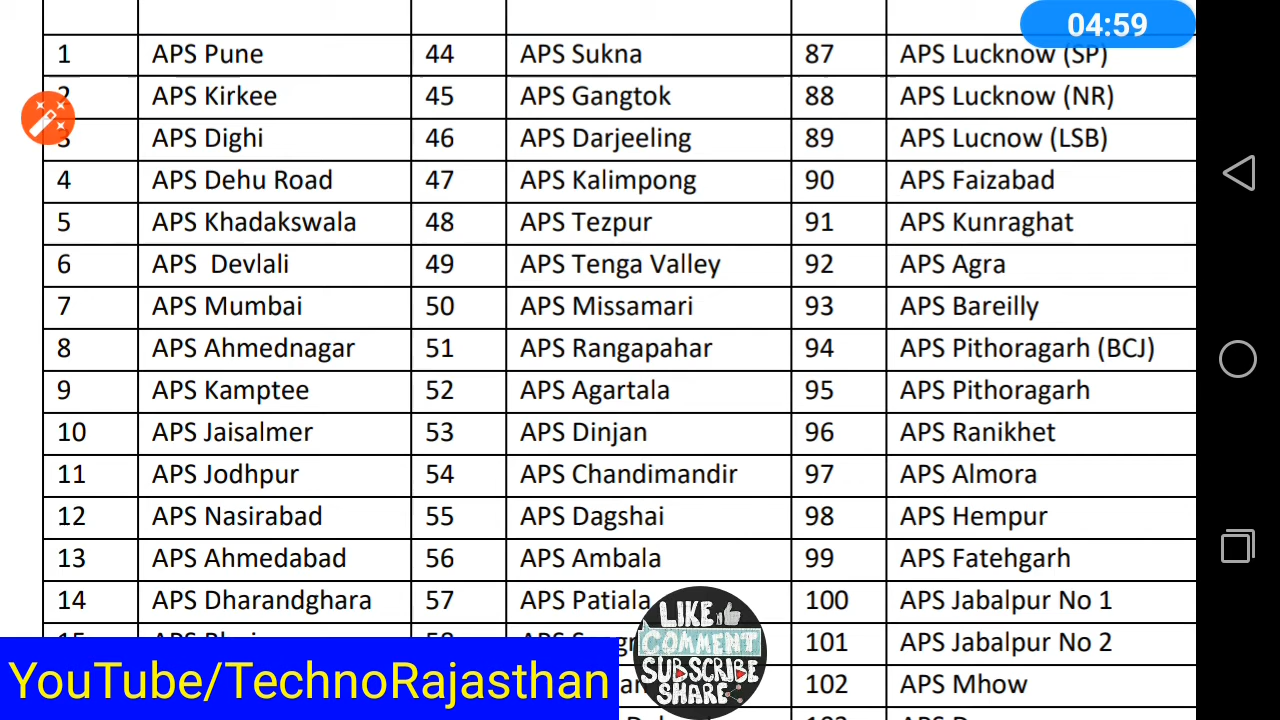 04:59
1 APS Pune 44 APS Sukna 87 APS Lucknow (SP)
2 APS Kirkee 45 APS Gangtok 88 APS Lucknow (NR)
3 APS Dighi 46 APS Darjeeling 89 APS Lucnow (LSB)
4 APS Dehu Road 47 APS Kalimpong 90 APS Faizabad
5 APS Khadakswala 48 APS Tezpur 91 APS Kunraghat
6 APS Devlali 49 APS Tenga Valley 92 APS Agra
7 APS Mumbai 50 APS Missamari 93 APS Bareilly
8 APS Ahmednagar 51 APS Rangapahar 94 APS Pithoragarh (BCJ)
9 APS Kamptee 52 APS Agartala 95 APS Pithoragarh
10 APS Jaisalmer 53 APS Dinjan 96 APS Ranikhet
11 APS Jodhpur 54 APS Chandimandir 97 APS Almora
12 APS Nasirabad 55 APS Dagshai 98 APS Hempur
13 APS Ahmedabad 56 APS Ambala 99 APS Fatehgarh
14 APS Dharandghara 57 APS Patiala 100 APS Jabalpur No 1
101 APS Jabalpur No 2
102 APS Mhow
YouTube/TechnoRajasthan
LIKE
COMMENT
SUBSCRIBE
SHARE